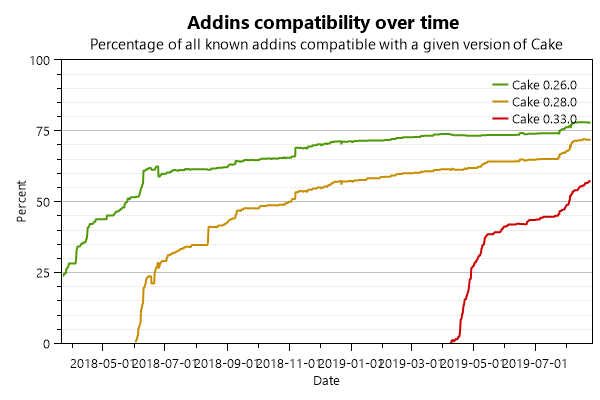 Addins compatibility over time
Percentage of all known addins compatible with a given version of Cake
100
75
50
25
0
Percent
Cake 0.26.0
Cake 0.28.0
Cake 0.33.0
2018-05-01 2018-07-01 2018-09-01 2018-11-01 2019-01-01 2019-03-01 2019-05-01 2019-07-01
Date